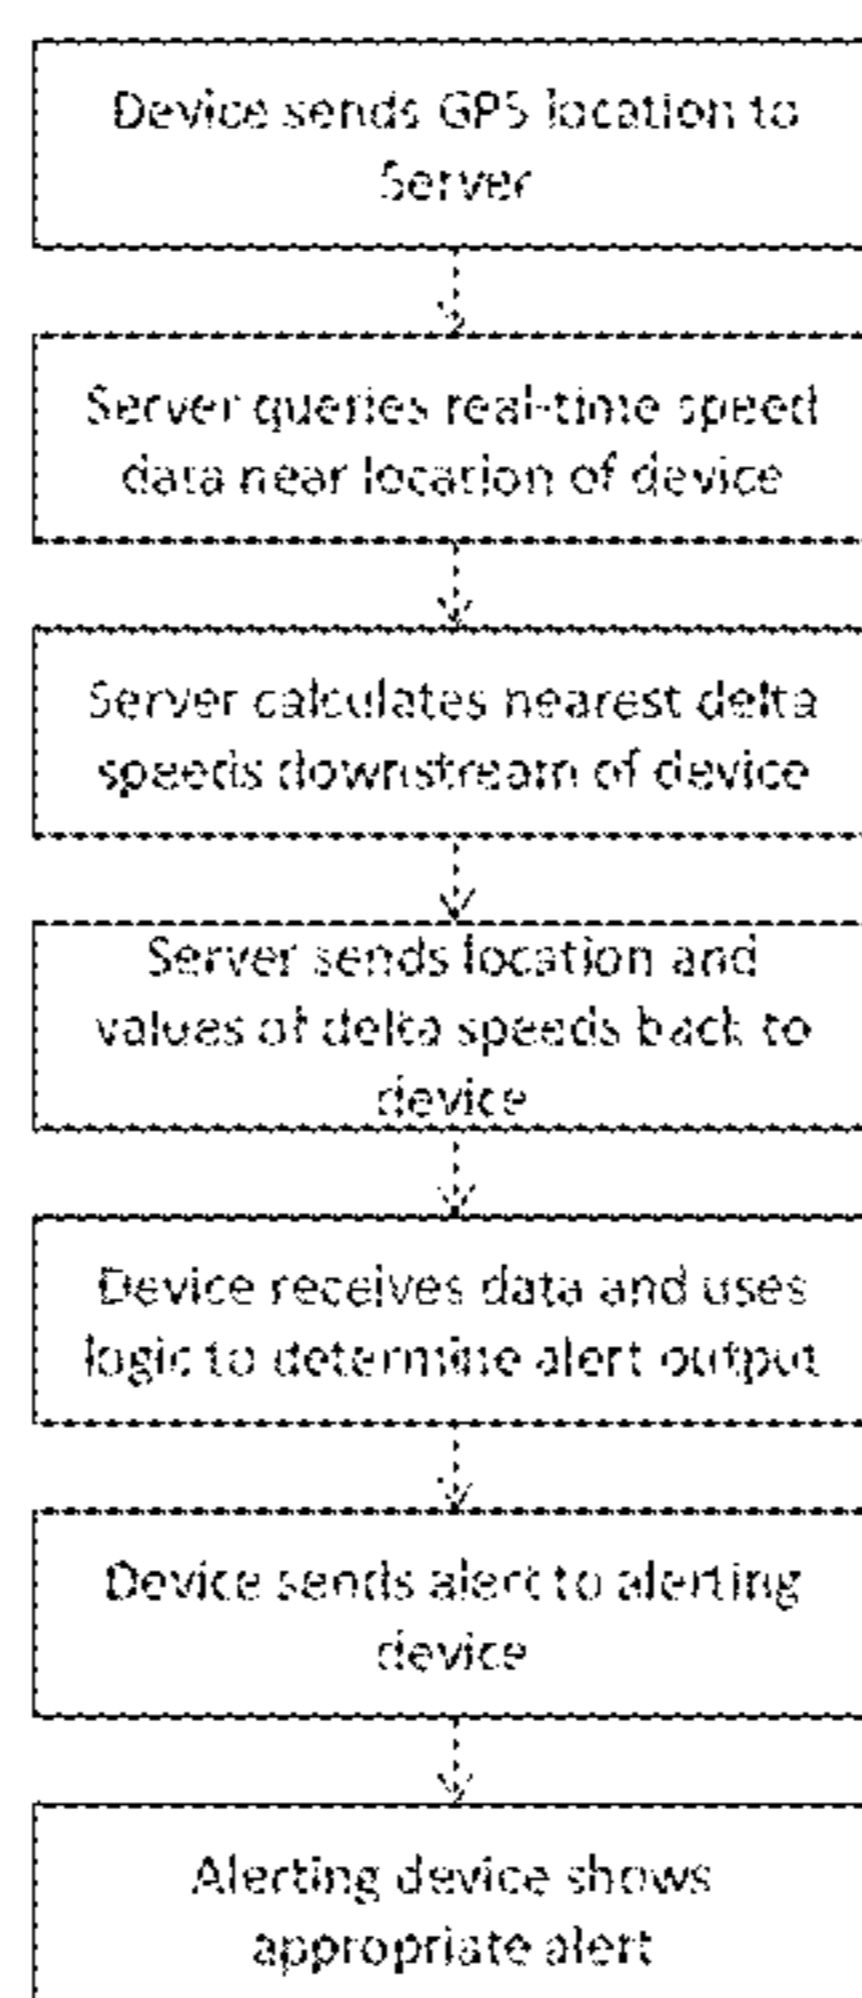 Device sends GPS location to
Server
Server queries real-time speed
data near location of device
Server calculates nearest delta
speeds downstream of device
Server sends location and
values of delta speeds back to
device
Device receives data and uses
logic to determine alert output
Device sends alert to alerting
device
Alerting device shows
appropriate alert